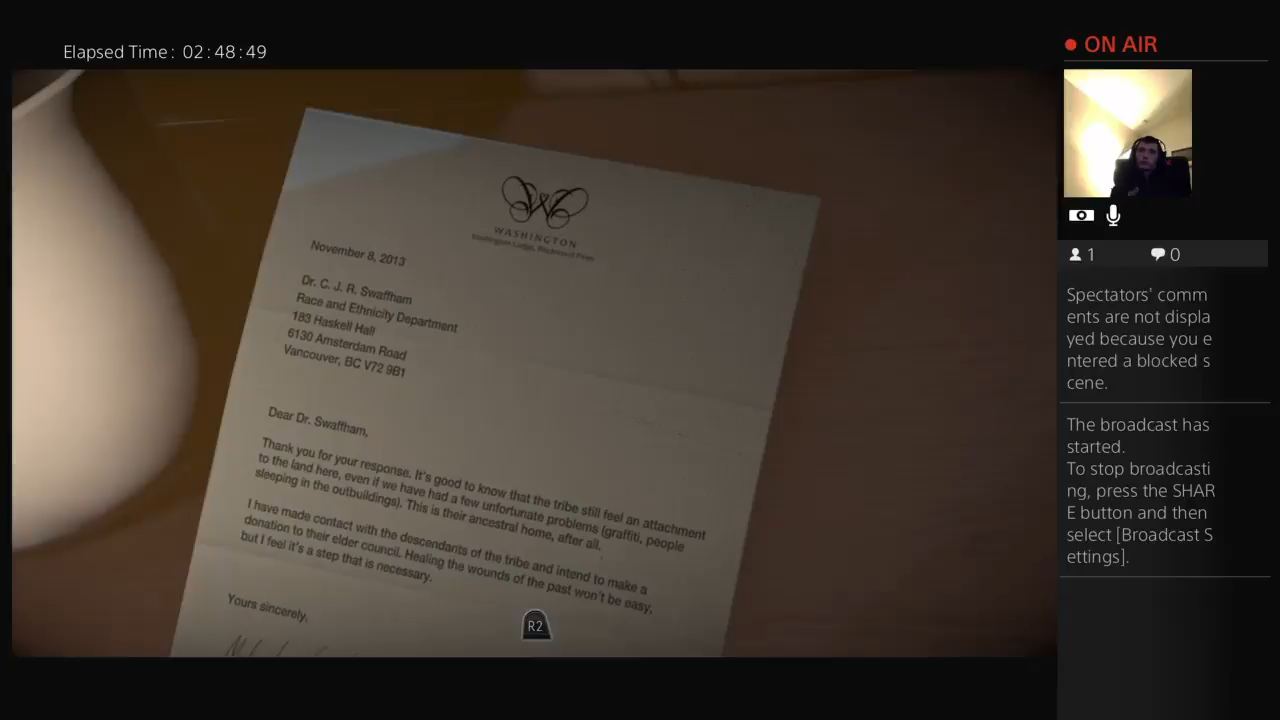 Elapsed Time: 02:48:49
ON AIR
1
0
Spectators' comm
ents are not displa
yed because you e
ntered a blocked s
cene.
The broadcast has
started.
To stop broadcasti
ng, press the SHAR
E button and then
select [Broadcast S
ettings].
W
WASHINGTON
Washington Lodge, Blackwood Pines
November 8, 2013
Dr. C. J. R. Swaffham
Race and Ethnicity Department
183 Haskell Hall
6130 Amsterdam Road
Vancouver, BC V72 9B1
Dear Dr. Swaffham,
Thank you for your response. It's good to know that the tribe still feel an attachment
to the land here, even if we have had a few unfortunate problems (graffiti, people
sleeping in the outbuildings). This is their ancestral home, after all.
I have made contact with the descendants of the tribe and intend to make a
donation to their elder council. Healing the wounds of the past won't be easy,
but I feel it's a step that is necessary.
Yours sincerely,
R2